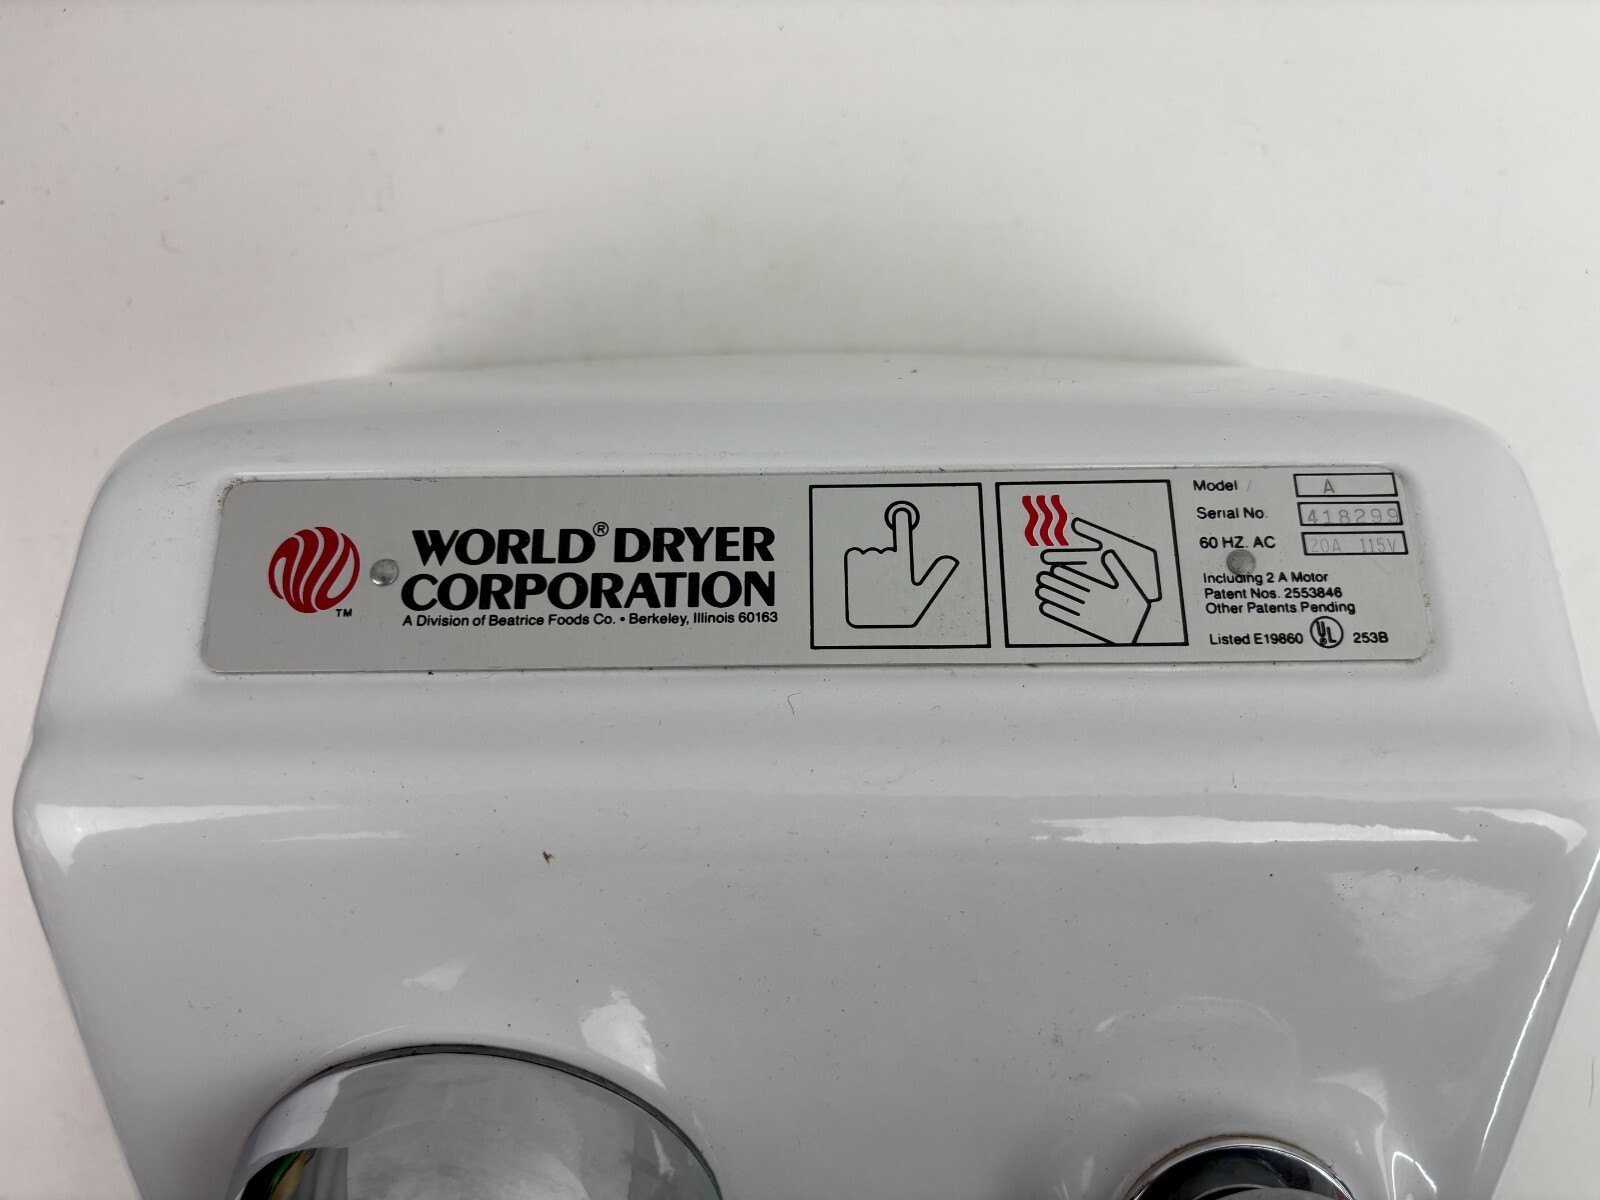 WORLD® DRYER
CORPORATION
A Division of Beatrice Foods Co. • Berkeley, Illinois 60163
TM
Model A
Serial No. 418299
60 HZ. AC 20A 115V
Including 2 A Motor
Patent Nos. 2553846
Other Patents Pending
Listed E19860 UL 253B